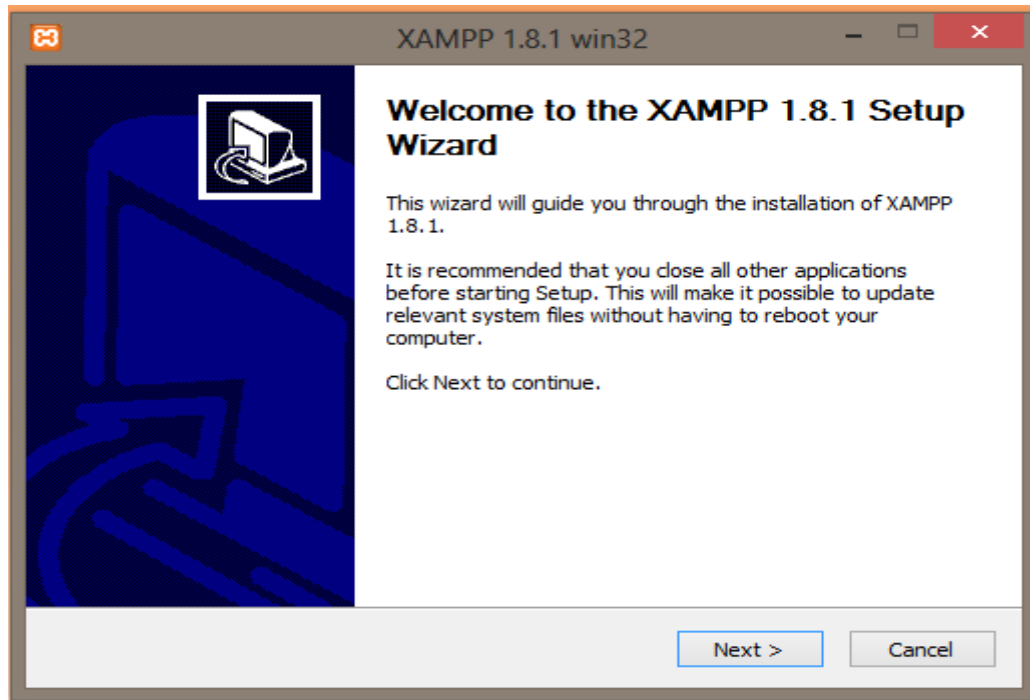 XAMPP 1.8.1 win32
Welcome to the XAMPP 1.8.1 Setup
Wizard
This wizard will guide you through the installation of XAMPP
1.8.1.
It is recommended that you close all other applications
before starting Setup. This will make it possible to update
relevant system files without having to reboot your
computer.
Click Next to continue.
Next >
Cancel